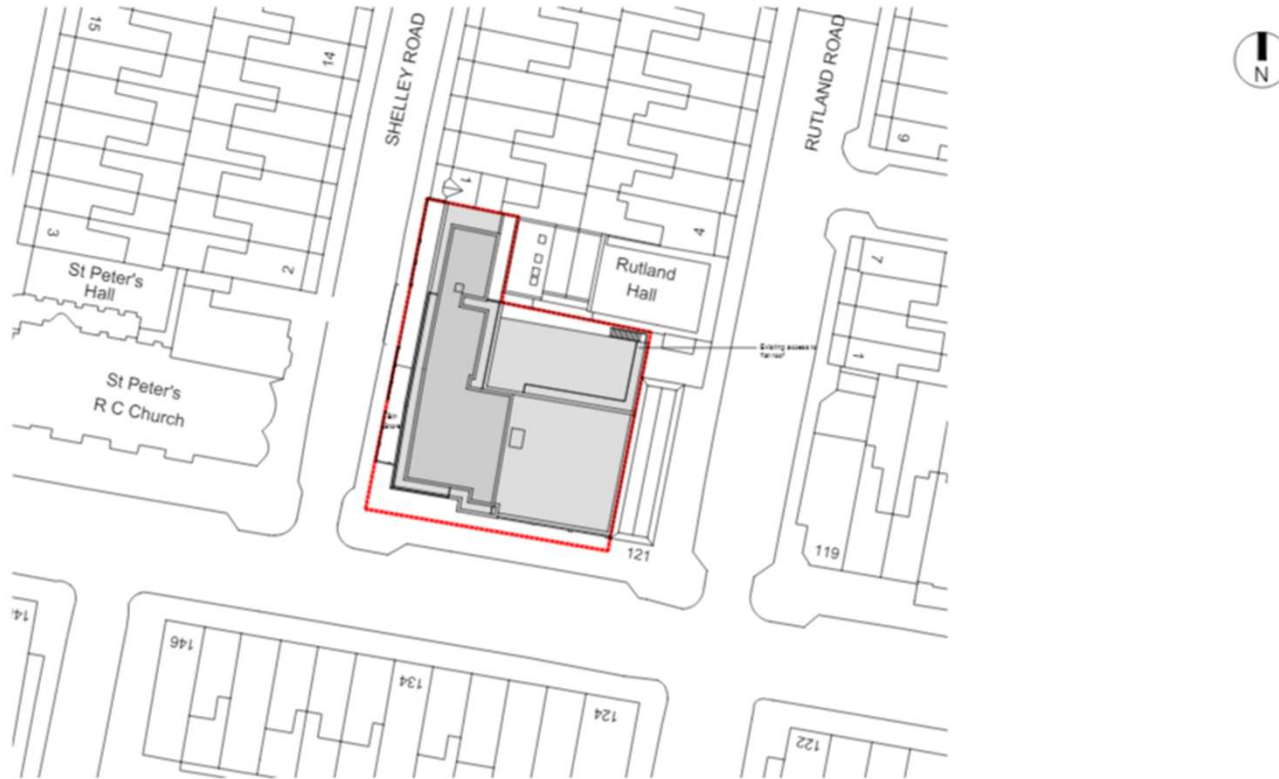 15
14
SHELLEY ROAD
RUTLAND ROAD
N
9
1
3
2
4
7
St Peter's
Hall
Rutland
Hall
Existing access to
flat roof
1
St Peter's
R C Church
121
119
146
134
124
122